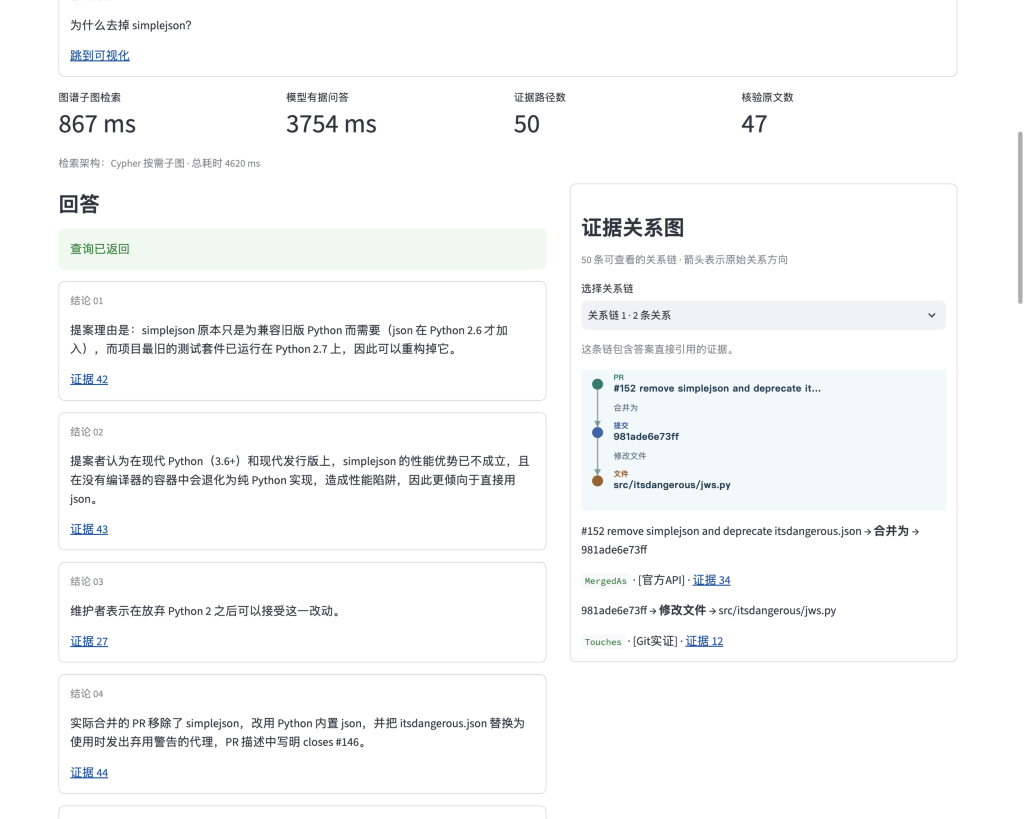 为什么去掉 simplejson?
跳到可视化
图谱子图检索
867 ms
模型有据问答
3754 ms
证据路径数
50
核验原文数
47
检索架构：Cypher 按需子图 · 总耗时 4620 ms
回答
查询已返回
结论 01
提案理由是：simplejson 原本只是为兼容旧版 Python 而需要（json 在 Python 2.6 才加
入），而项目最旧的测试套件已运行在 Python 2.7 上，因此可以重构掉它。
证据 42
结论 02
提案者认为在现代 Python（3.6+）和现代发行版上，simplejson 的性能优势已不成立，且
在没有编译器的容器中会退化为纯 Python 实现，造成性能陷阱，因此更倾向于直接用
json。
证据 43
结论 03
维护者表示在放弃 Python 2 之后可以接受这一改动。
证据 27
结论 04
实际合并的 PR 移除了 simplejson，改用 Python 内置 json，并把 itsdangerous.json 替换为
使用时发出弃用警告的代理，PR 描述中写明 closes #146。
证据 44
证据关系图
50 条可查看的关系链 · 箭头表示原始关系方向
选择关系链
关系链 1 · 2 条关系
这条链包含答案直接引用的证据。
PR
#152 remove simplejson and deprecate it...
合并为
提交
981ade6e73ff
修改文件
文件
src/itsdangerous/jws.py
#152 remove simplejson and deprecate itsdangerous.json → 合并为 →
981ade6e73ff
MergedAs · [官方API] · 证据 34
981ade6e73ff → 修改文件 → src/itsdangerous/jws.py
Touches · [Git实证] · 证据 12